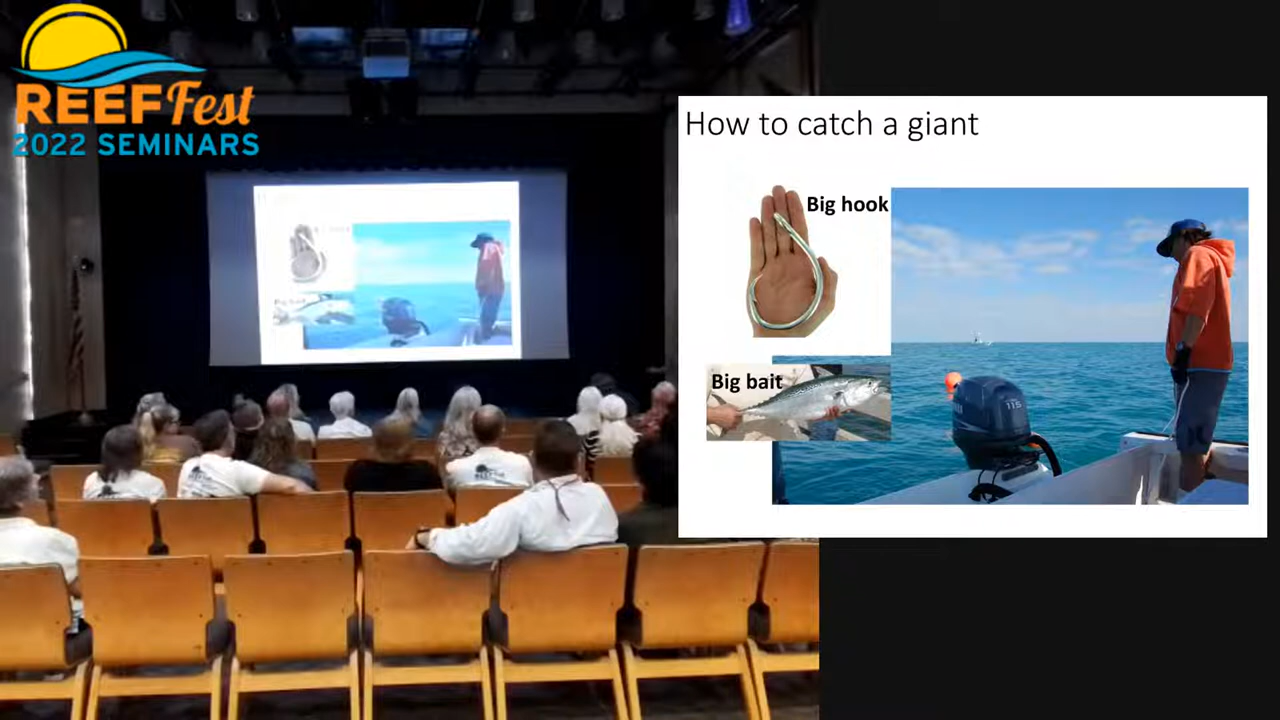 REEF Fest
2022 SEMINARS
How to catch a giant
Big hook
Big bait
115